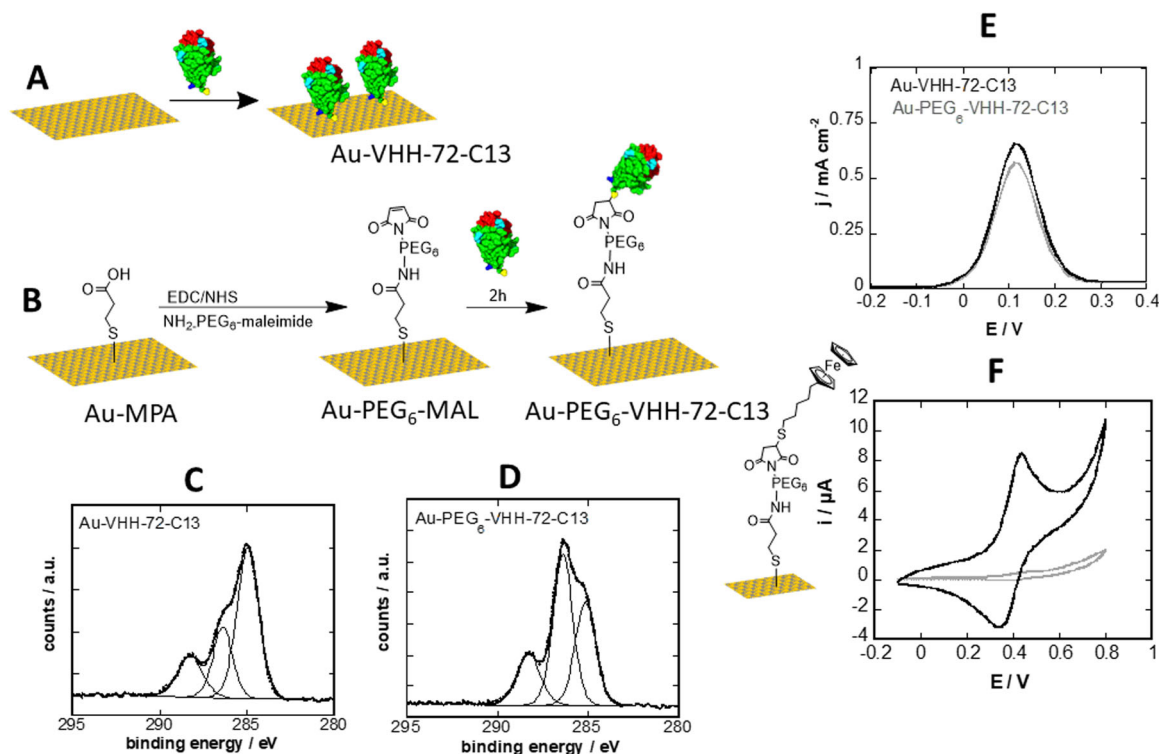 A
Au-VHH-72-C13
B
OH
O
S
Au-MPA
EDC/NHS
NH₂-PEG₆-maleimide
O
N
O
PEG₆
NH
O
S
Au-PEG₆-MAL
2h
O
N
O
PEG₆
NH
O
S
Au-PEG₆-VHH-72-C13
C
Au-VHH-72-C13
counts / a.u.
295 290 285 280
binding energy / eV
D
Au-PEG₆-VHH-72-C13
counts / a.u.
295 290 285 280
binding energy / eV
E
Au-VHH-72-C13
Au-PEG₆-VHH-72-C13
j / mA cm⁻²
1
0.75
0.5
0.25
0
-0.2 -0.1 0 0.1 0.2 0.3 0.4
E / V
Fe
S
O
N
O
PEG₆
NH
O
S
F
i / µA
12
10
8
6
4
2
0
-2
-4
-0.2 0 0.2 0.4 0.6 0.8 1
E / V